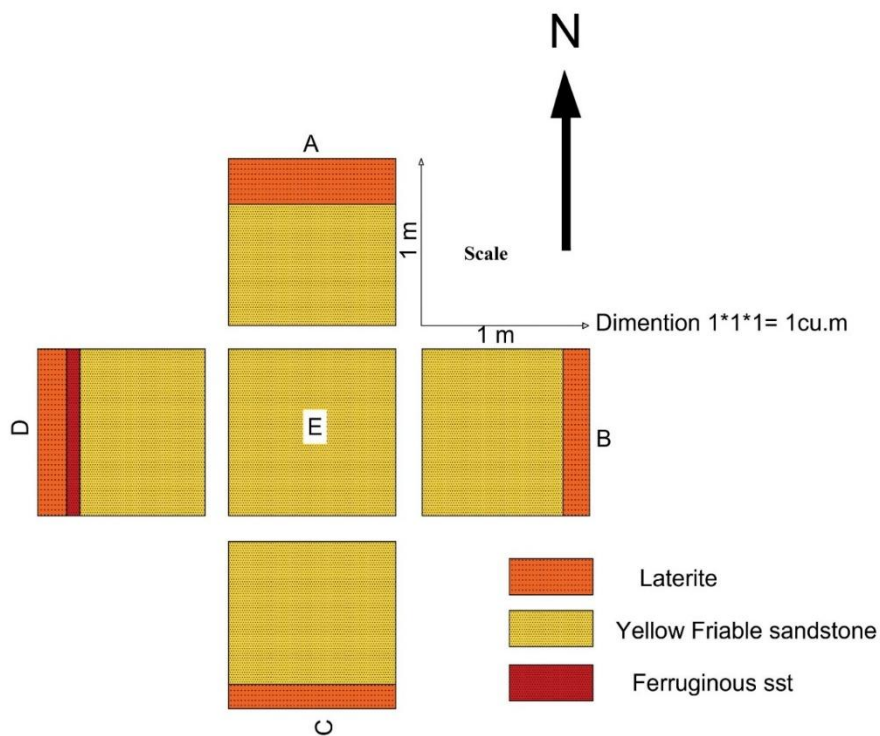 N
A
1 m
Scale
Dimention 1*1*1= 1cu.m
1 m
D
E
B
Laterite
Yellow Friable sandstone
Ferruginous sst
C